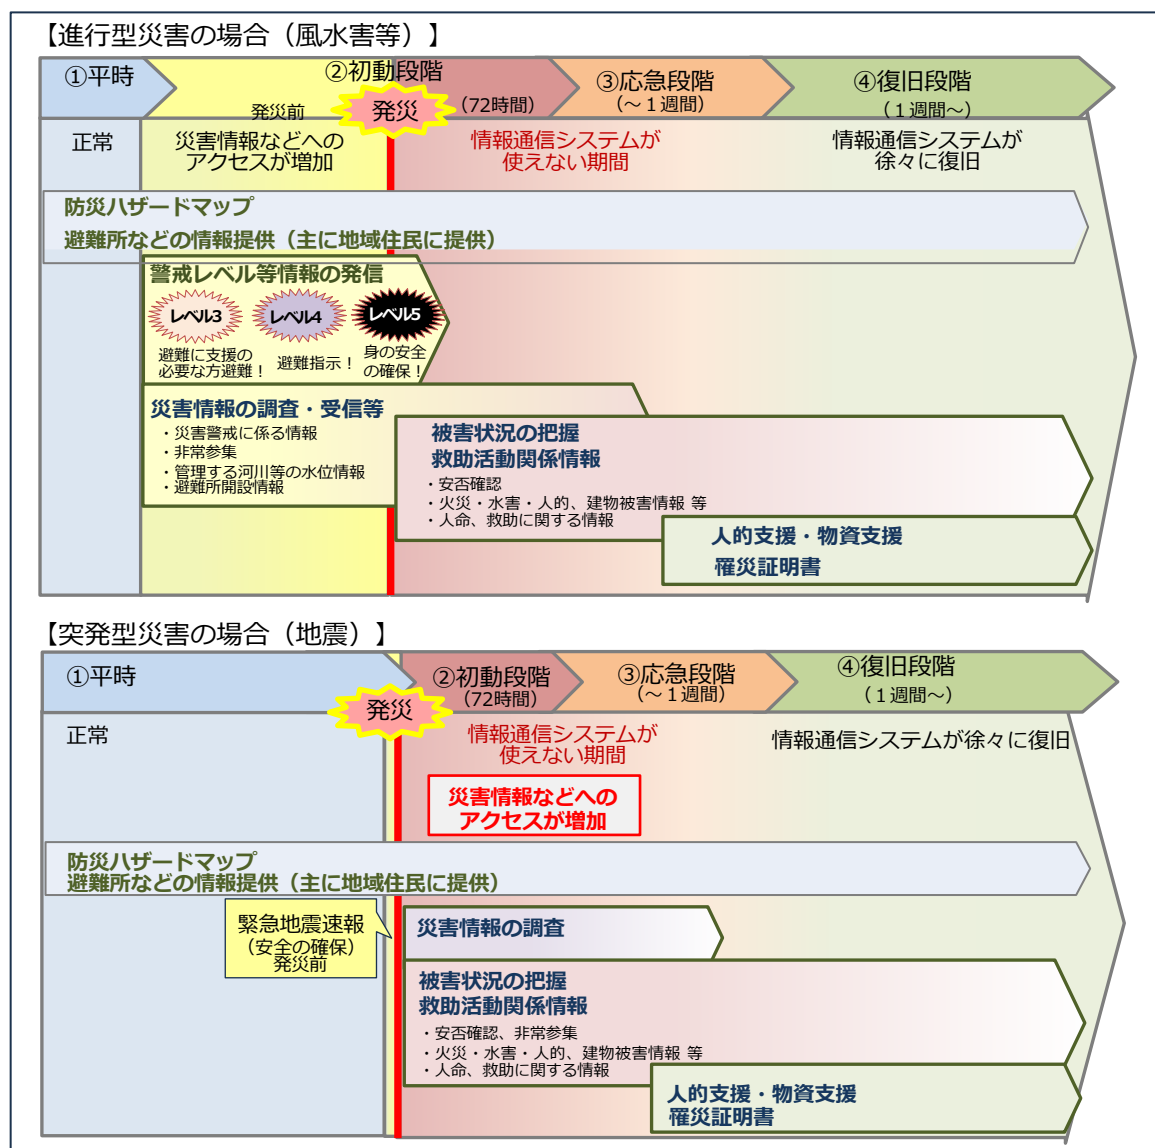 【進行型災害の場合（風水害等）】
①平時
②初動段階
③応急段階
④復旧段階
発災前
発災
（72時間）
（～１週間）
（１週間～）
正常
災害情報などへの
アクセスが増加
情報通信システムが
使えない期間
情報通信システムが
徐々に復旧
防災ハザードマップ
避難所などの情報提供（主に地域住民に提供）
警戒レベル等情報の発信
レベル3
レベル4
レベル5
避難に支援の
必要な方避難！
避難指示！
身の安全
の確保！
災害情報の調査・受信等
・災害警戒に係る情報
・非常参集
・管理する河川等の水位情報
・避難所開設情報
被害状況の把握
救助活動関係情報
・安否確認
・火災・水害・人的、建物被害情報 等
・人命、救助に関する情報
人的支援・物資支援
罹災証明書
【突発型災害の場合（地震）】
①平時
②初動段階
③応急段階
④復旧段階
（72時間）
（～１週間）
（１週間～）
発災
正常
情報通信システムが
使えない期間
情報通信システムが徐々に復旧
災害情報などへの
アクセスが増加
防災ハザードマップ
避難所などの情報提供（主に地域住民に提供）
緊急地震速報
（安全の確保）
発災前
災害情報の調査
被害状況の把握
救助活動関係情報
・安否確認、非常参集
・火災・水害・人的、建物被害情報 等
・人命、救助に関する情報
人的支援・物資支援
罹災証明書